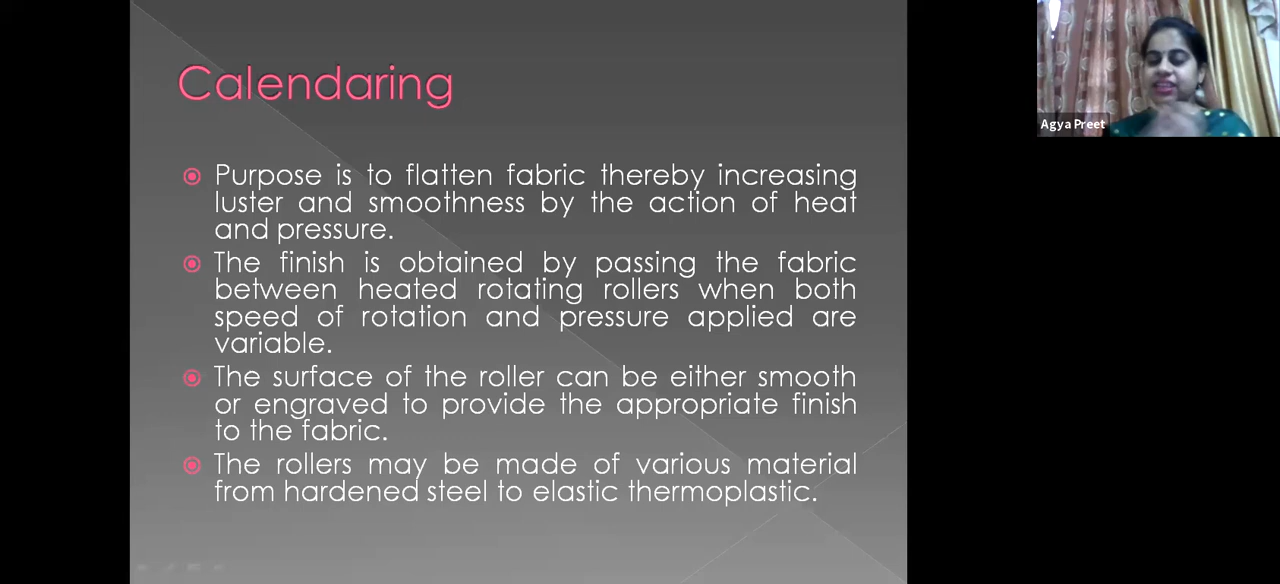 Calendaring
Purpose is to flatten fabric thereby increasing
luster and smoothness by the action of heat
and pressure.
The finish is obtained by passing the fabric
between heated rotating rollers when both
speed of rotation and pressure applied are
variable.
The surface of the roller can be either smooth
or engraved to provide the appropriate finish
to the fabric.
The rollers may be made of various material
from hardened steel to elastic thermoplastic.
Agya Preet